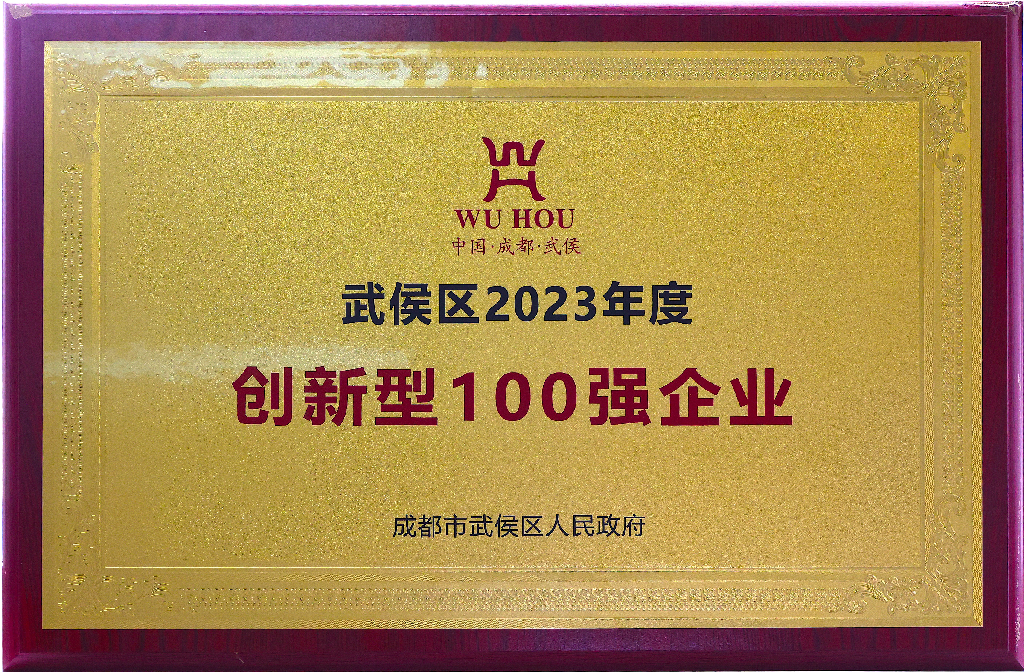 WU HOU
中国·成都·武侯
武侯区2023年度
创新型100强企业
成都市武侯区人民政府